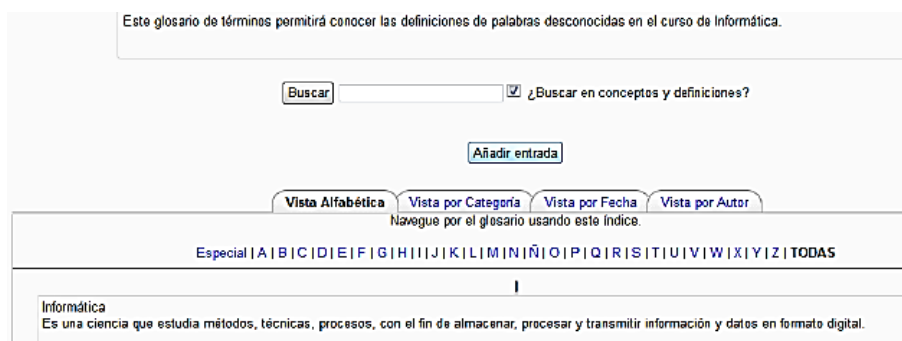 Este glosario de términos permitirá conocer las definiciones de palabras desconocidas en el curso de Informática.
Buscar ¿Buscar en conceptos y definiciones?
Añadir entrada
Vista Alfabética Vista por Categoría Vista por Fecha Vista por Autor
Navegue por el glosario usando este índice.
Especial | A | B | C | D | E | F | G | H | I | J | K | L | M | N | Ñ | O | P | Q | R | S | T | U | V | W | X | Y | Z | TODAS
I
Informática
Es una ciencia que estudia métodos, técnicas, procesos, con el fin de almacenar, procesar y transmitir información y datos en formato digital.